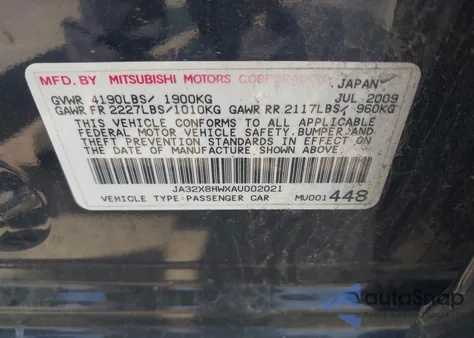 MFD. BY MITSUBISHI MOTORS CORPORATION JAPAN
GVWR 4190LBS/ 1900KG JUL 2009
GAWR FR 2227LBS/1010KG GAWR RR 2117LBS/ 960KG
THIS VEHICLE CONFORMS TO ALL APPLICABLE
FEDERAL MOTOR VEHICLE SAFETY, BUMPER, AND
THEFT PREVENTION STANDARDS IN EFFECT ON
THE DATE OF MANUFACTURE SHOWN ABOVE.
JA32X8HWXAU002021
VEHICLE TYPE:PASSENGER CAR MU001448
autoSnap